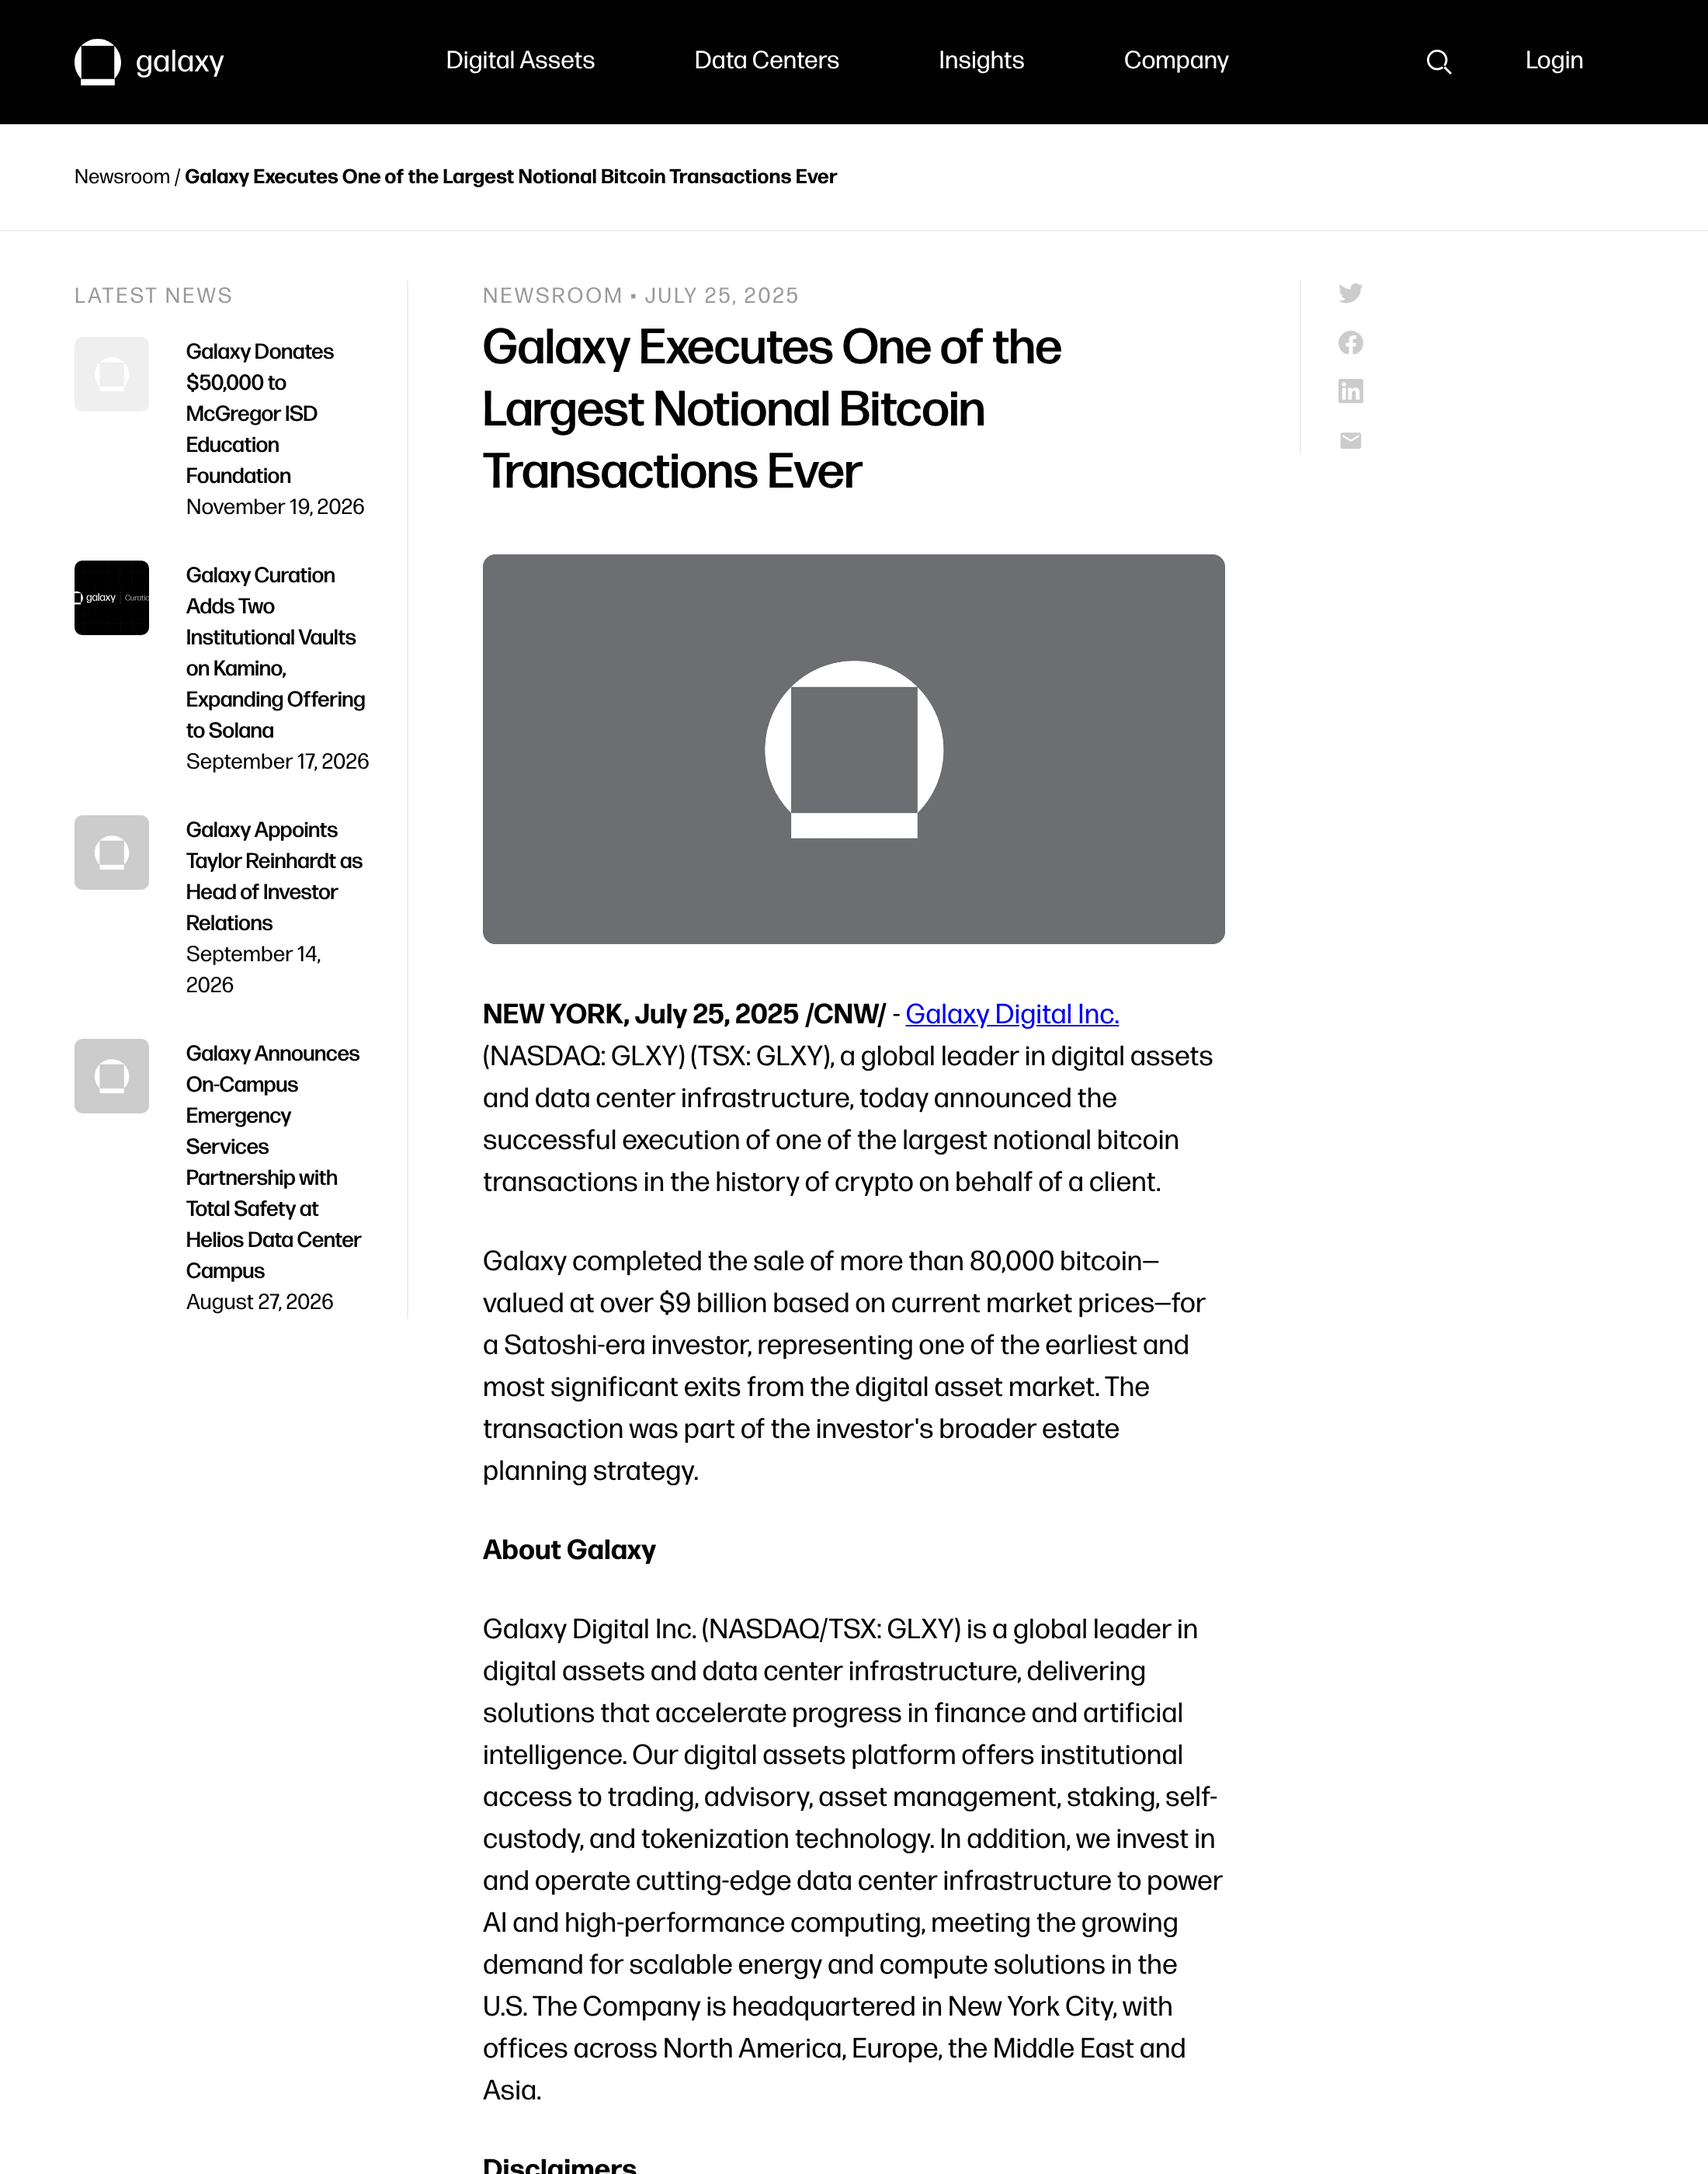 galaxy
Digital Assets
Data Centers
Insights
Company
Login
Newsroom / Galaxy Executes One of the Largest Notional Bitcoin Transactions Ever
LATEST NEWS
Galaxy Donates
$50,000 to
McGregor ISD
Education
Foundation
November 19, 2026
galaxy | Curatio
Galaxy Curation
Adds Two
Institutional Vaults
on Kamino,
Expanding Offering
to Solana
September 17, 2026
Galaxy Appoints
Taylor Reinhardt as
Head of Investor
Relations
September 14,
2026
Galaxy Announces
On-Campus
Emergency
Services
Partnership with
Total Safety at
Helios Data Center
Campus
August 27, 2026
NEWSROOM • JULY 25, 2025
Galaxy Executes One of the
Largest Notional Bitcoin
Transactions Ever
NEW YORK, July 25, 2025 /CNW/ - Galaxy Digital Inc.
(NASDAQ: GLXY) (TSX: GLXY), a global leader in digital assets
and data center infrastructure, today announced the
successful execution of one of the largest notional bitcoin
transactions in the history of crypto on behalf of a client.
Galaxy completed the sale of more than 80,000 bitcoin—
valued at over $9 billion based on current market prices—for
a Satoshi-era investor, representing one of the earliest and
most significant exits from the digital asset market. The
transaction was part of the investor's broader estate
planning strategy.
About Galaxy
Galaxy Digital Inc. (NASDAQ/TSX: GLXY) is a global leader in
digital assets and data center infrastructure, delivering
solutions that accelerate progress in finance and artificial
intelligence. Our digital assets platform offers institutional
access to trading, advisory, asset management, staking, self-
custody, and tokenization technology. In addition, we invest in
and operate cutting-edge data center infrastructure to power
AI and high-performance computing, meeting the growing
demand for scalable energy and compute solutions in the
U.S. The Company is headquartered in New York City, with
offices across North America, Europe, the Middle East and
Asia.
Disclaimers